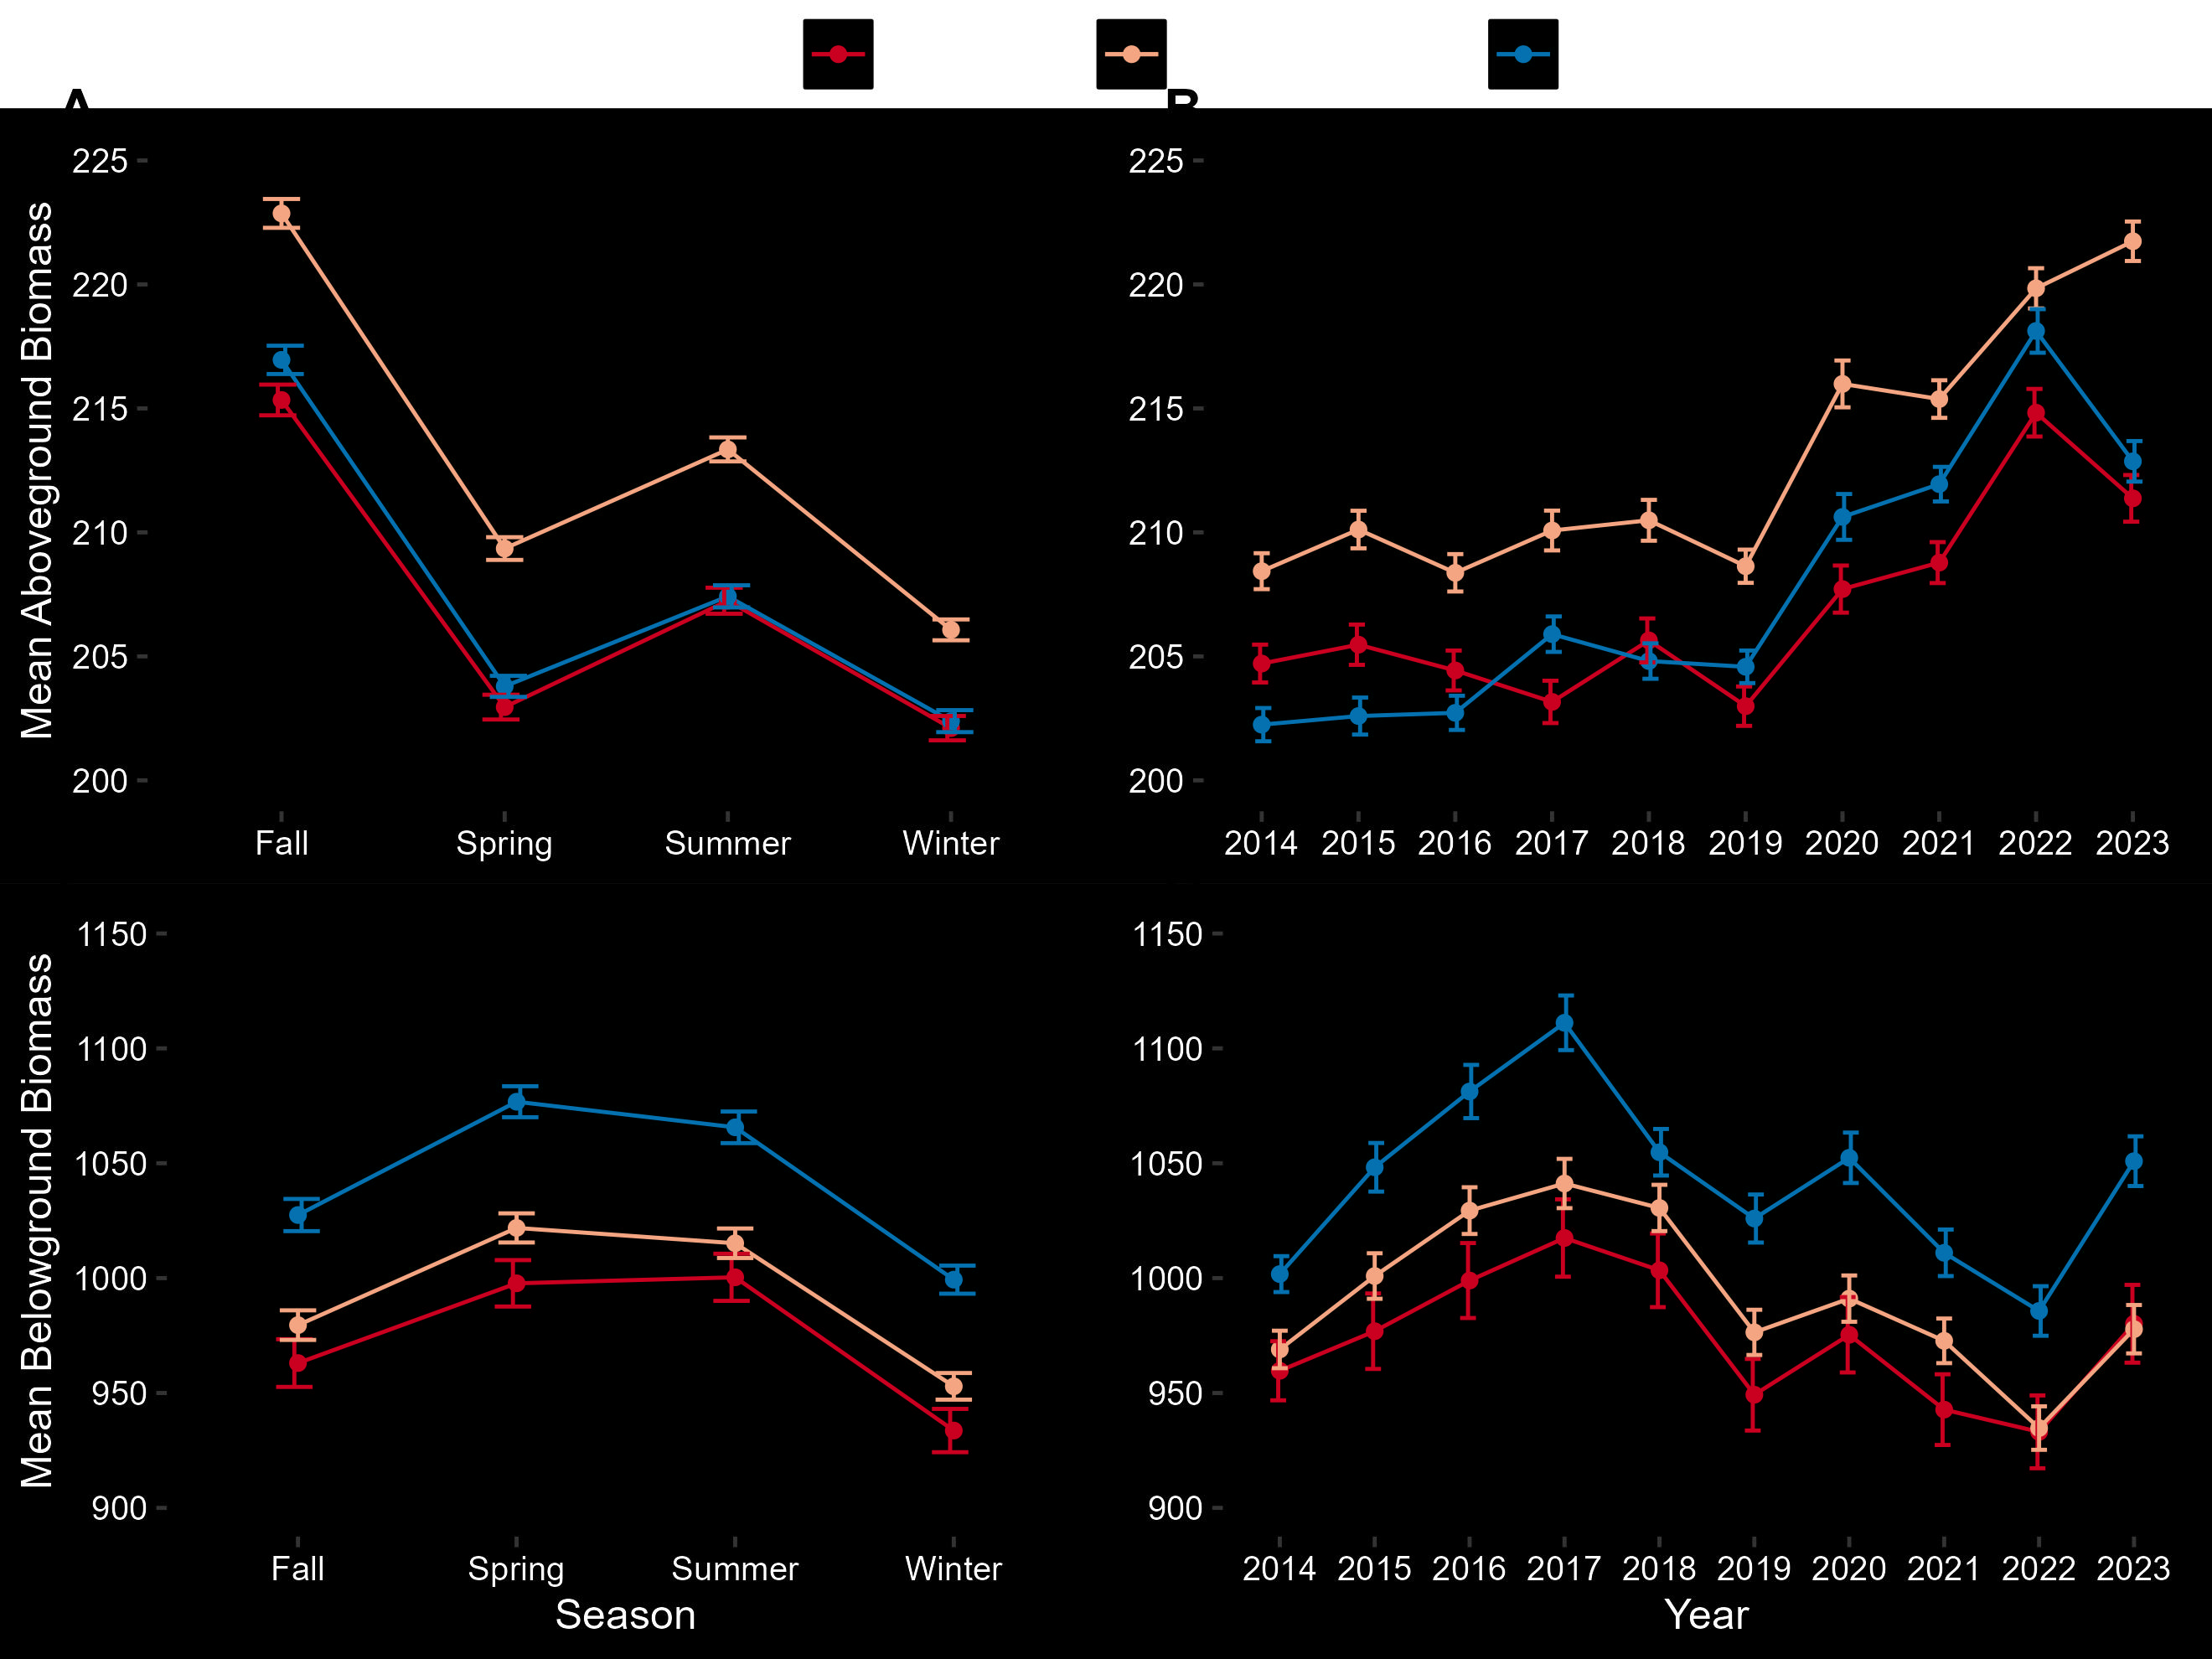 A
B
225
220
215
210
205
200
Mean Aboveground Biomass
Fall Spring Summer Winter
225
220
215
210
205
200
2014 2015 2016 2017 2018 2019 2020 2021 2022 2023
1150
1100
1050
1000
950
900
Mean Belowground Biomass
Fall Spring Summer Winter
Season
1150
1100
1050
1000
950
900
2014 2015 2016 2017 2018 2019 2020 2021 2022 2023
Year